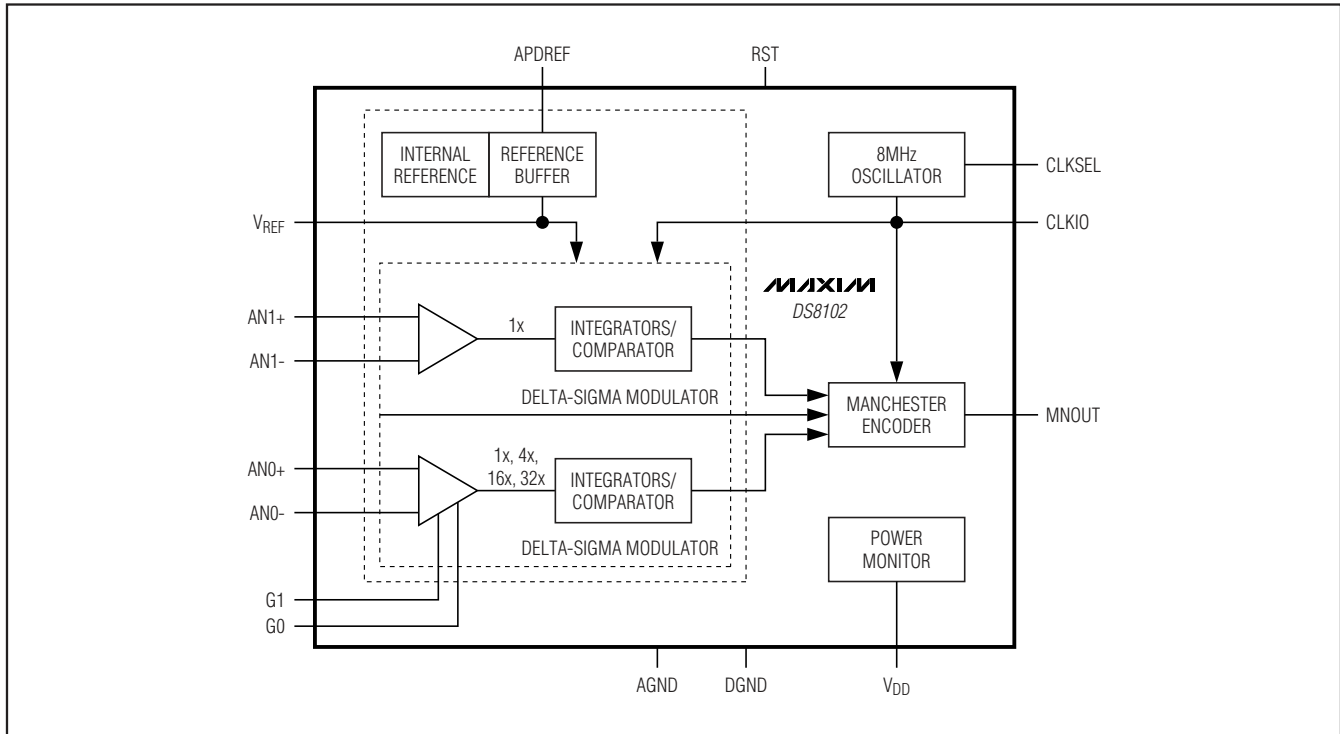 APDREF
RST
INTERNAL
REFERENCE
REFERENCE
BUFFER
8MHz
OSCILLATOR
CLKSEL
VREF
CLKIO
MAXIM
DS8102
AN1+
AN1-
1x
INTEGRATORS/
COMPARATOR
DELTA-SIGMA MODULATOR
MANCHESTER
ENCODER
MNOUT
AN0+
AN0-
1x, 4x,
16x, 32x
INTEGRATORS/
COMPARATOR
DELTA-SIGMA MODULATOR
POWER
MONITOR
G1
G0
AGND
DGND
VDD